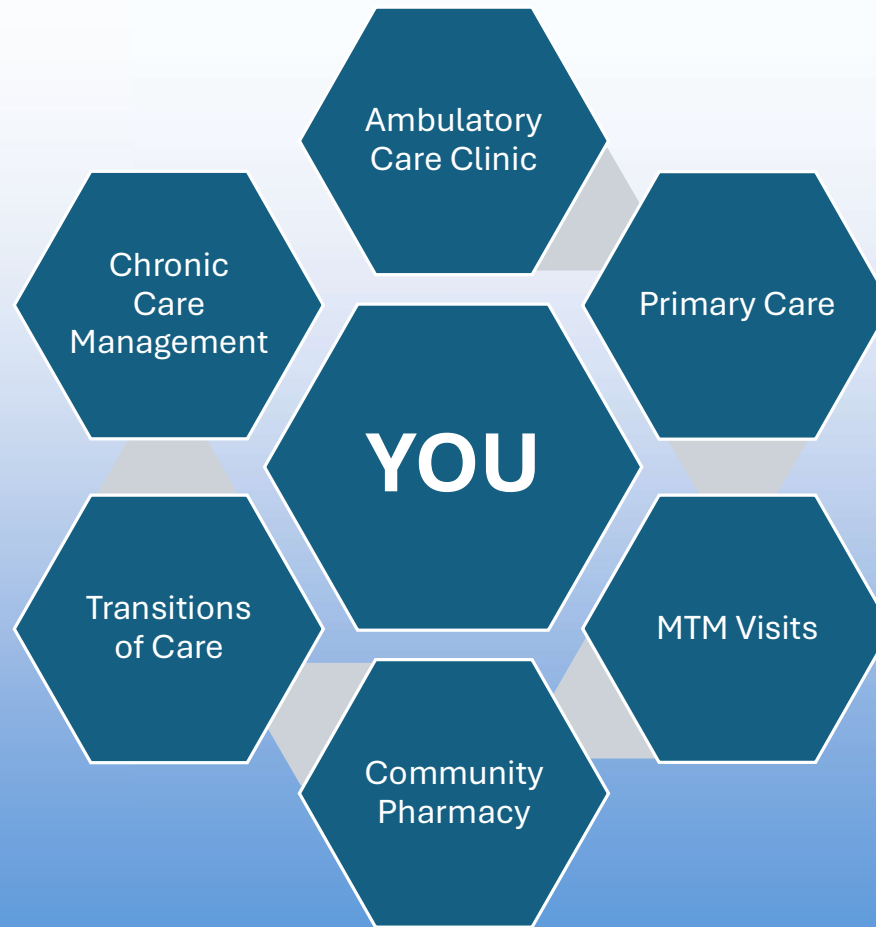 Ambulatory
Care Clinic
Primary Care
MTM Visits
Community
Pharmacy
Transitions
of Care
Chronic
Care
Management
YOU